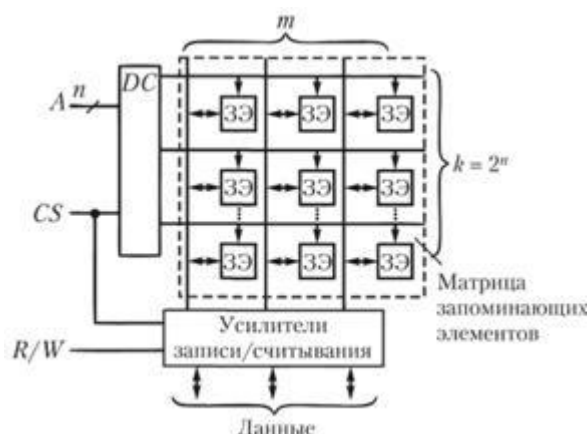 m
DC
n
A
ЗЭ ЗЭ ЗЭ
k = 2ⁿ
ЗЭ ЗЭ ЗЭ
CS
ЗЭ ЗЭ ЗЭ
Матрица
запоминающих
элементов
Усилители
записи/считывания
R/W
Данные